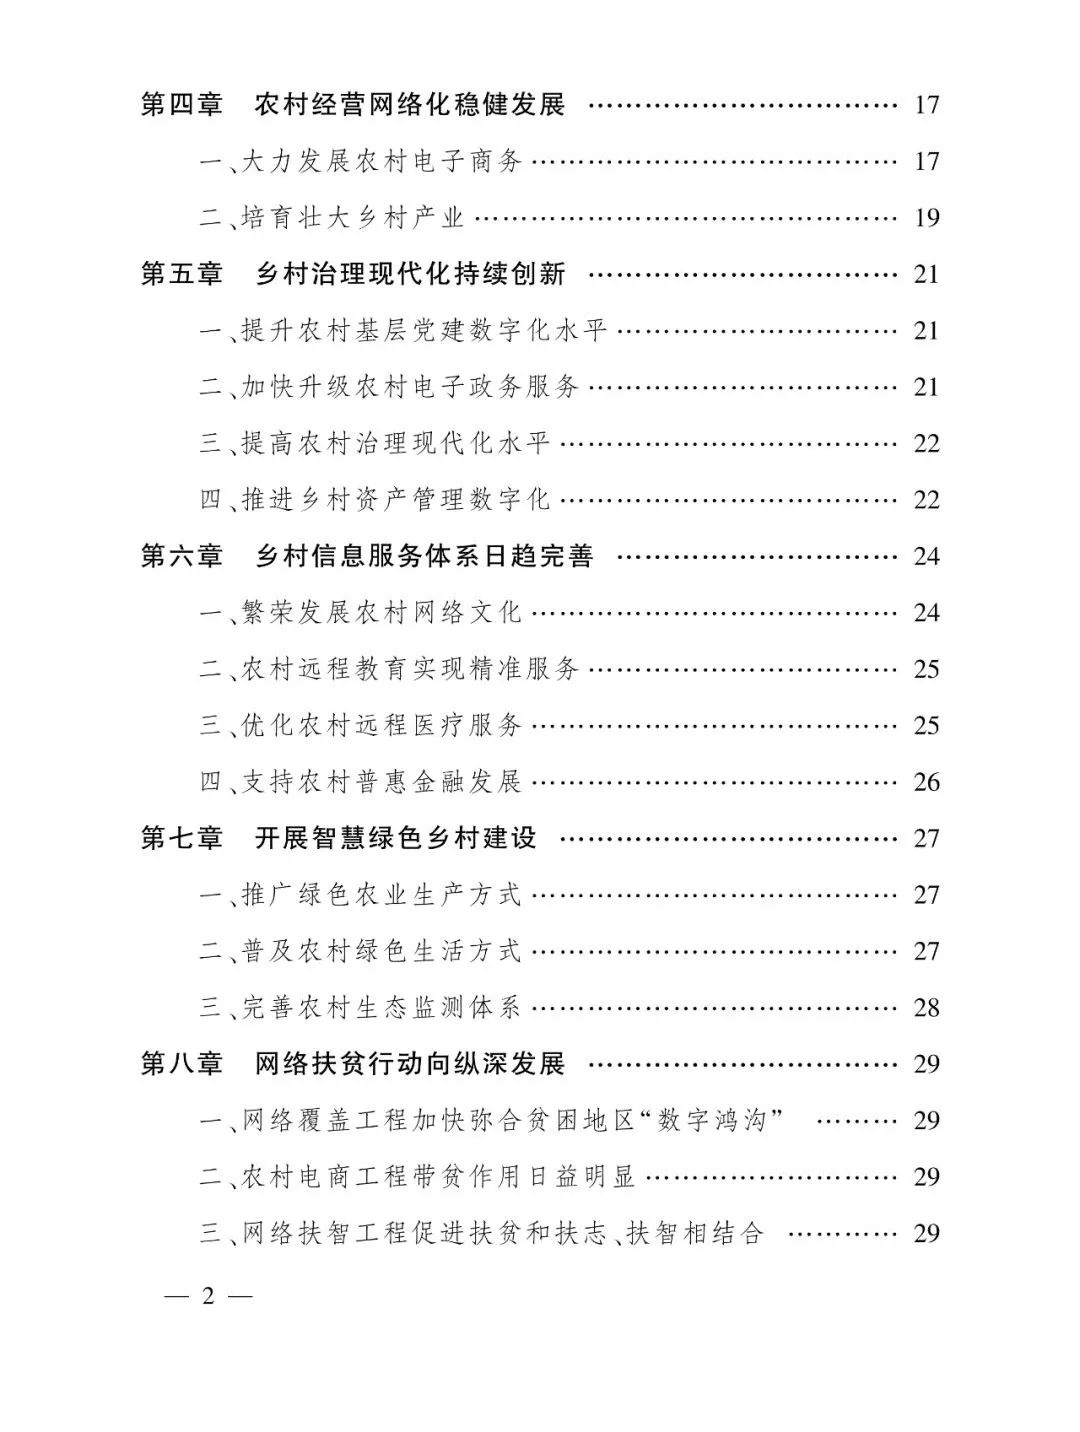 第四章 农村经营网络化稳健发展 ……………………………… 17
一、大力发展农村电子商务 ……………………………………… 17
二、培育壮大乡村产业 …………………………………………… 19
第五章 乡村治理现代化持续创新 ……………………………… 21
一、提升农村基层党建数字化水平 ……………………………… 21
二、加快升级农村电子政务服务 ………………………………… 21
三、提高农村治理现代化水平 …………………………………… 22
四、推进乡村资产管理数字化 …………………………………… 22
第六章 乡村信息服务体系日趋完善 …………………………… 24
一、繁荣发展农村网络文化 ……………………………………… 24
二、农村远程教育实现精准服务 ………………………………… 25
三、优化农村远程医疗服务 ……………………………………… 25
四、支持农村普惠金融发展 ……………………………………… 26
第七章 开展智慧绿色乡村建设 ………………………………… 27
一、推广绿色农业生产方式 ……………………………………… 27
二、普及农村绿色生活方式 ……………………………………… 27
三、完善农村生态监测体系 ……………………………………… 28
第八章 网络扶贫行动向纵深发展 ……………………………… 29
一、网络覆盖工程加快弥合贫困地区“数字鸿沟” ……… 29
二、农村电商工程带贫作用日益明显 ………………………… 29
三、网络扶智工程促进扶贫和扶志、扶智相结合 ………… 29
— 2 —